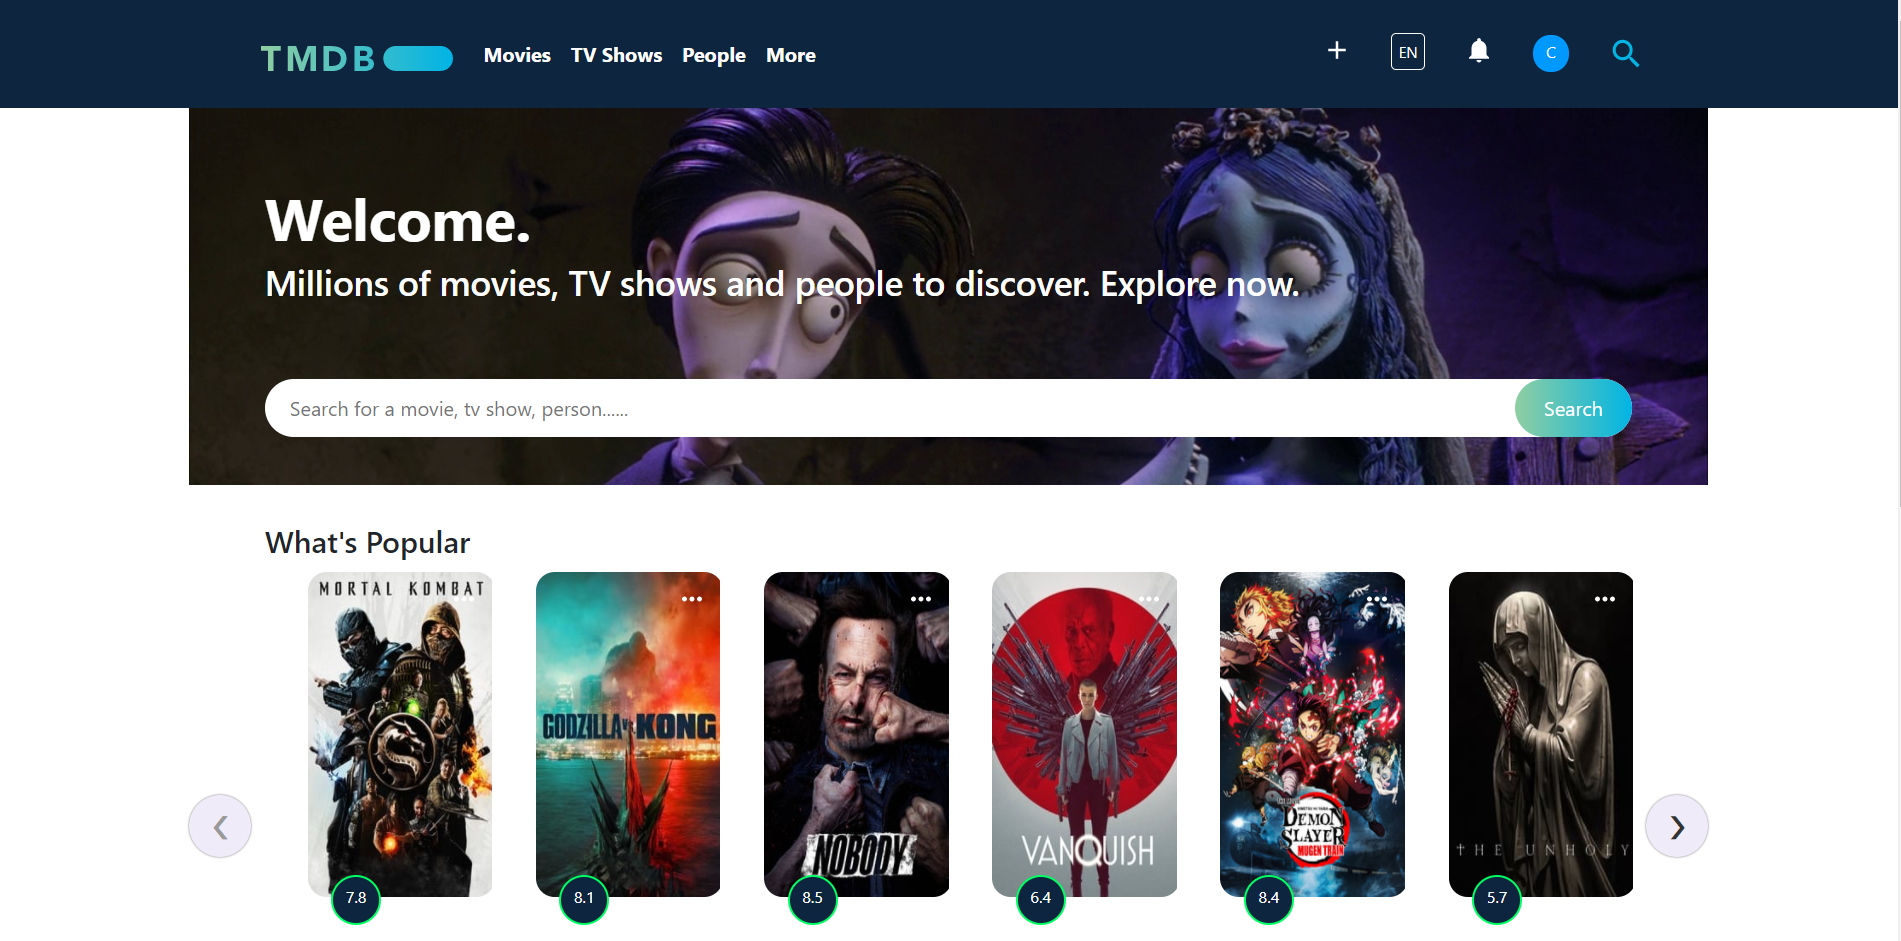 TMDB
Movies TV Shows People More
+ EN C
Welcome.
Millions of movies, TV shows and people to discover. Explore now.
Search for a movie, tv show, person......
Search
What's Popular
MORTAL KOMBAT
GODZILLA vs KONG
NOBODY
VANQUISH
DEMON
SLAYER
MUGEN TRAIN
THE UNHOLY
7.8 8.1 8.5 6.4 8.4 5.7